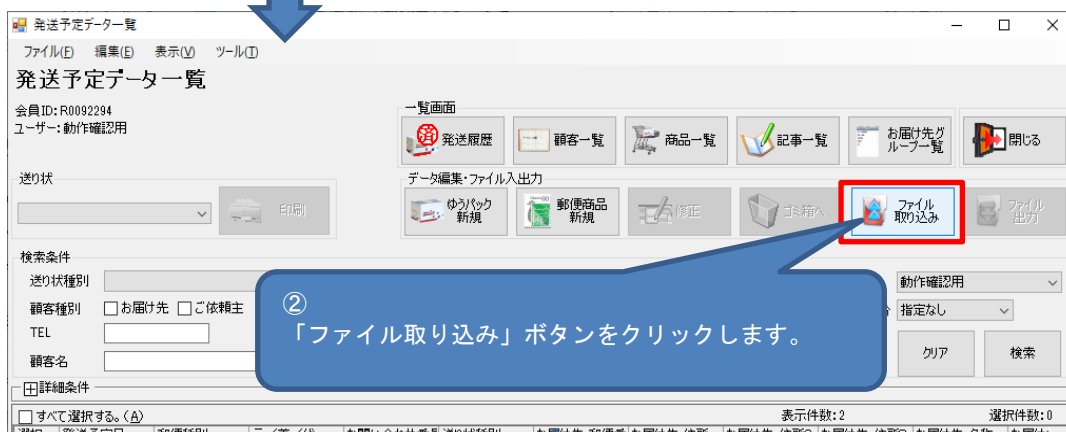 発送予定データ一覧
ファイル(F) 編集(E) 表示(V) ツール(T)
発送予定データ一覧
会員ID:R0092294
ユーザー:動作確認用
一覧画面
発送履歴 顧客一覧 商品一覧 記事一覧 お届け先グループ一覧 閉じる
送り状
印刷
データ編集・ファイル入出力
ゆうパック新規 郵便商品新規 修正 ゴミ箱へ ファイル取り込み ファイル出力
検索条件
送り状種別
動作確認用
顧客種別 お届け先 ご依頼主
指定なし
TEL
顧客名
クリア 検索
②
「ファイル取り込み」ボタンをクリックします。
詳細条件
すべて選択する。(A)
表示件数:2 選択件数:0